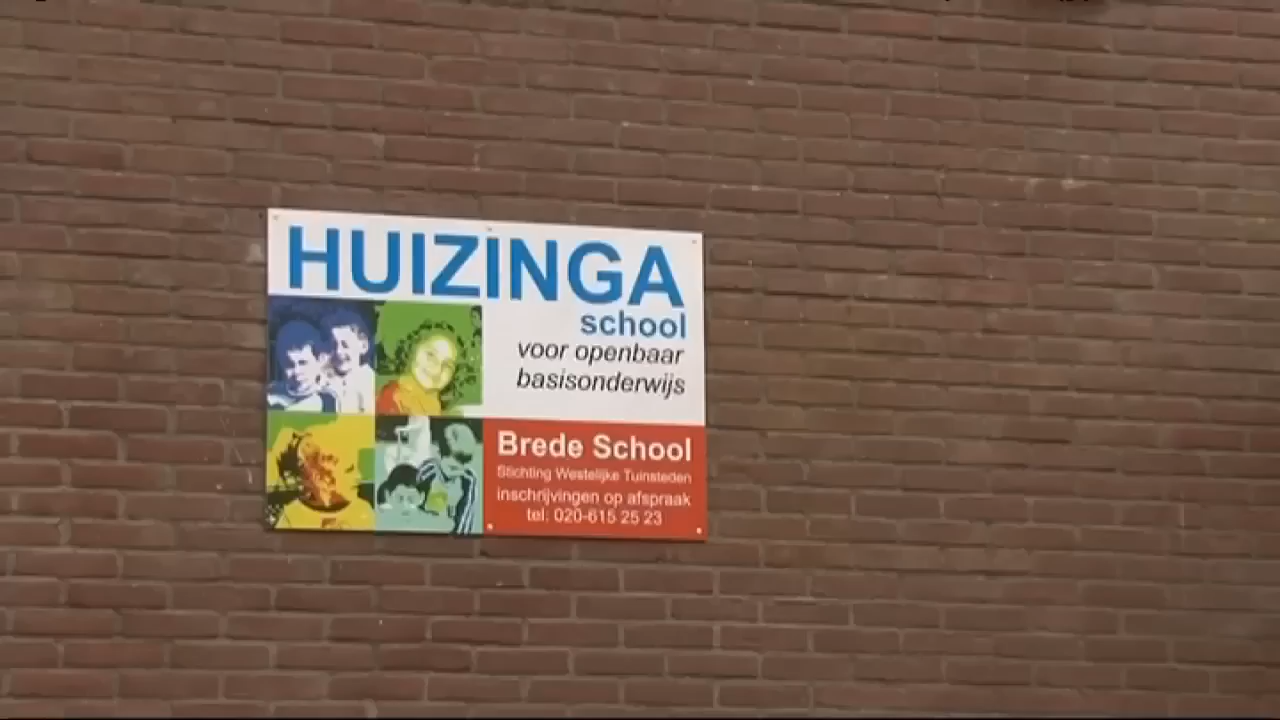 HUIZINGA
school
voor openbaar
basisonderwijs
Brede School
Stichting Westelijke Tuinsteden
inschrijvingen op afspraak
tel: 020-615 25 23